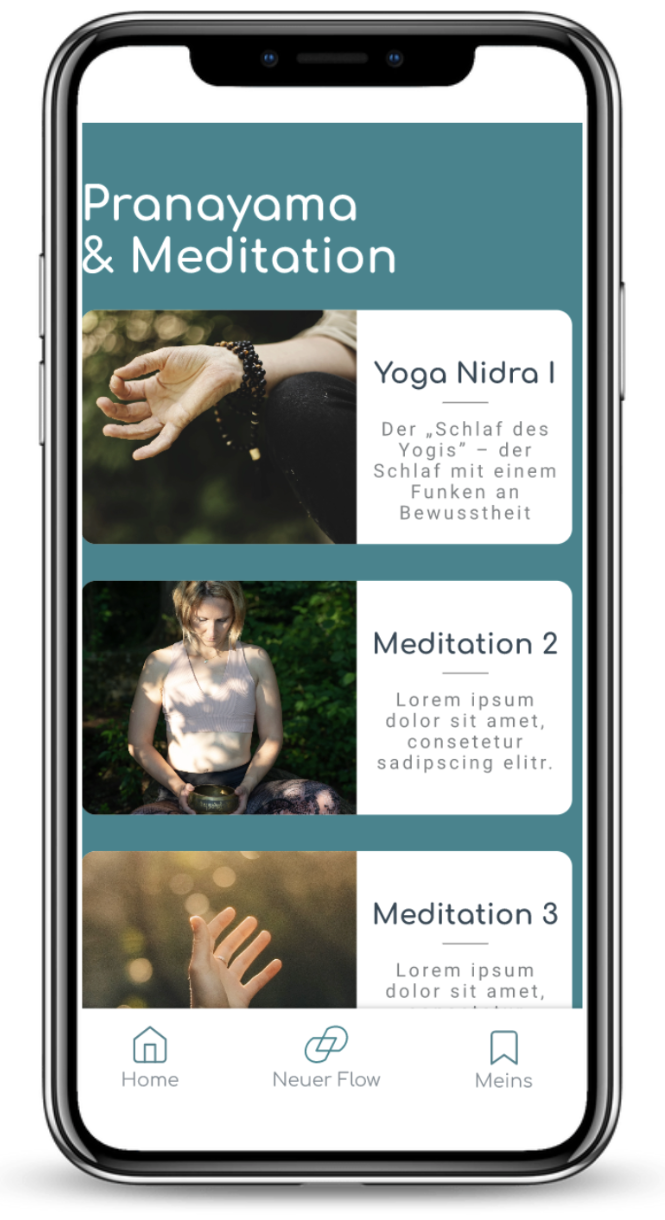 Pranayama
& Meditation
Yoga Nidra I
Der „Schlaf des
Yogis” – der
Schlaf mit einem
Funken an
Bewusstheit
Meditation 2
Lorem ipsum
dolor sit amet,
consetetur
sadipscing elitr.
Meditation 3
Lorem ipsum
dolor sit amet,
Home
Neuer Flow
Meins